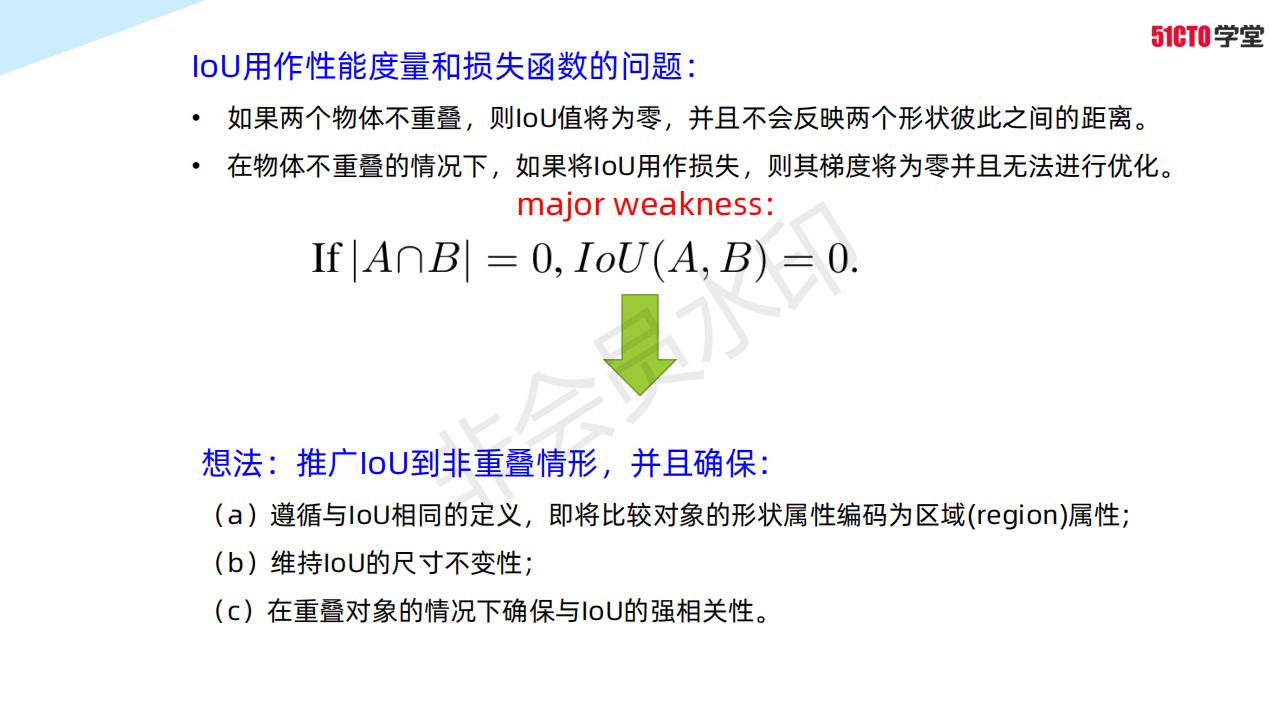 51CTO学堂
IoU用作性能度量和损失函数的问题：
• 如果两个物体不重叠，则IoU值将为零，并且不会反映两个形状彼此之间的距离。
• 在物体不重叠的情况下，如果将IoU用作损失，则其梯度将为零并且无法进行优化。
major weakness:
If |A∩B| = 0, IoU(A, B) = 0.
非会员水印
想法：推广IoU到非重叠情形，并且确保：
（a）遵循与IoU相同的定义，即将比较对象的形状属性编码为区域(region)属性；
（b）维持IoU的尺寸不变性；
（c）在重叠对象的情况下确保与IoU的强相关性。